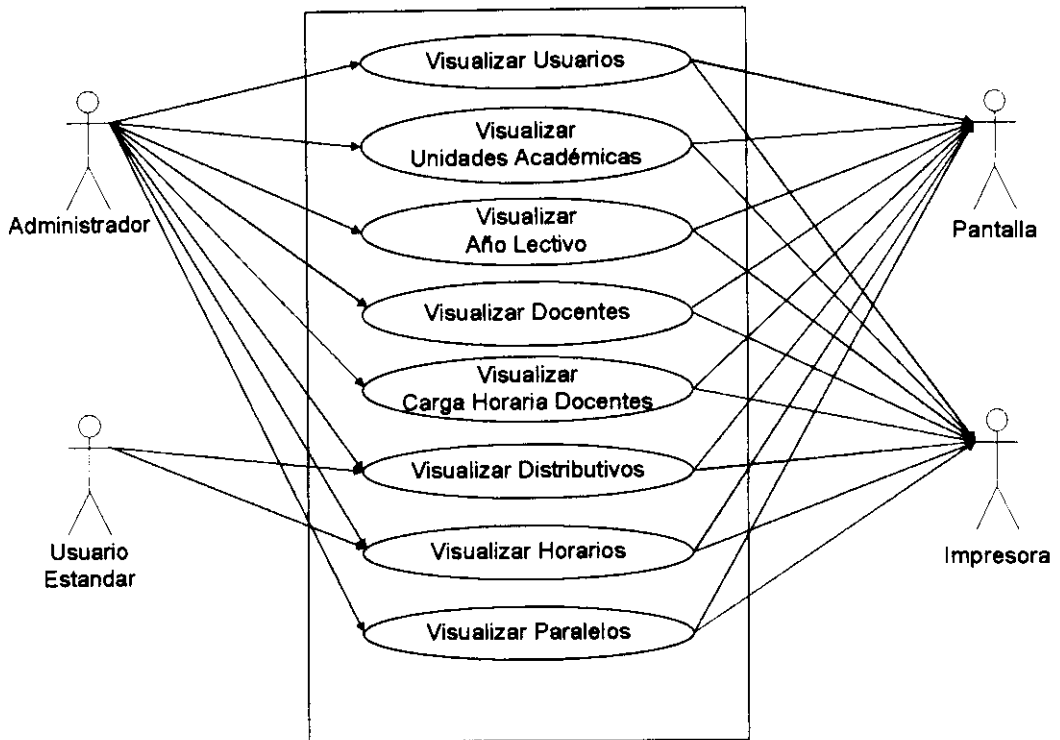 Visualizar Usuarios
Visualizar
Unidades Académicas
Administrador
Visualizar
Año Lectivo
Pantalla
Visualizar Docentes
Visualizar
Carga Horaria Docentes
Visualizar Distributivos
Usuario
Estandar
Visualizar Horarios
Impresora
Visualizar Paralelos